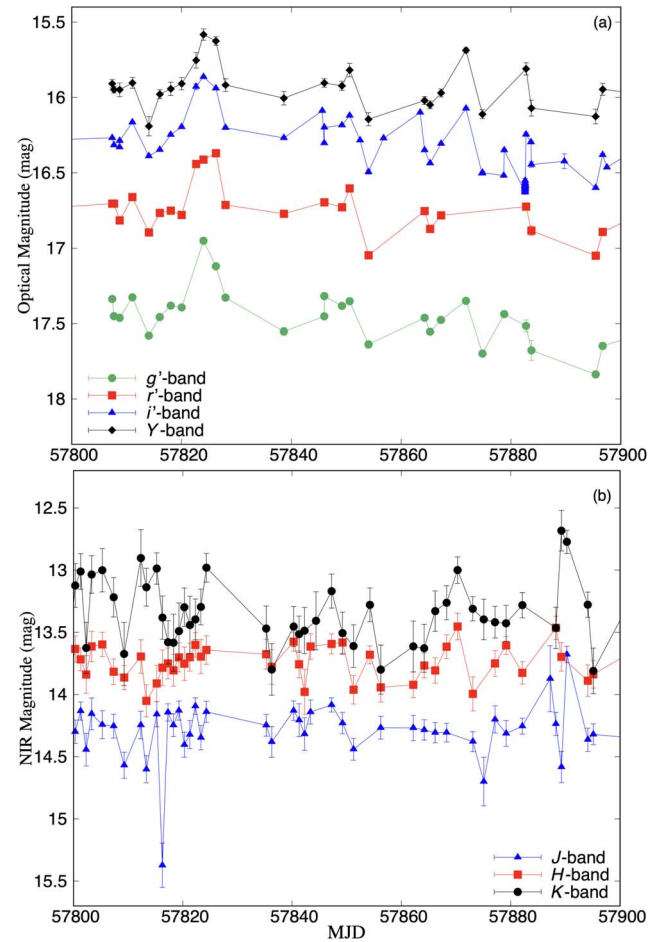 (a)
15.5
16
16.5
17
17.5
18
Optical Magnitude (mag)
g'-band
r'-band
i'-band
Y-band
57800 57820 57840 57860 57880 57900
(b)
12.5
13
13.5
14
14.5
15
15.5
NIR Magnitude (mag)
J-band
H-band
K-band
57800 57820 57840 57860 57880 57900
MJD